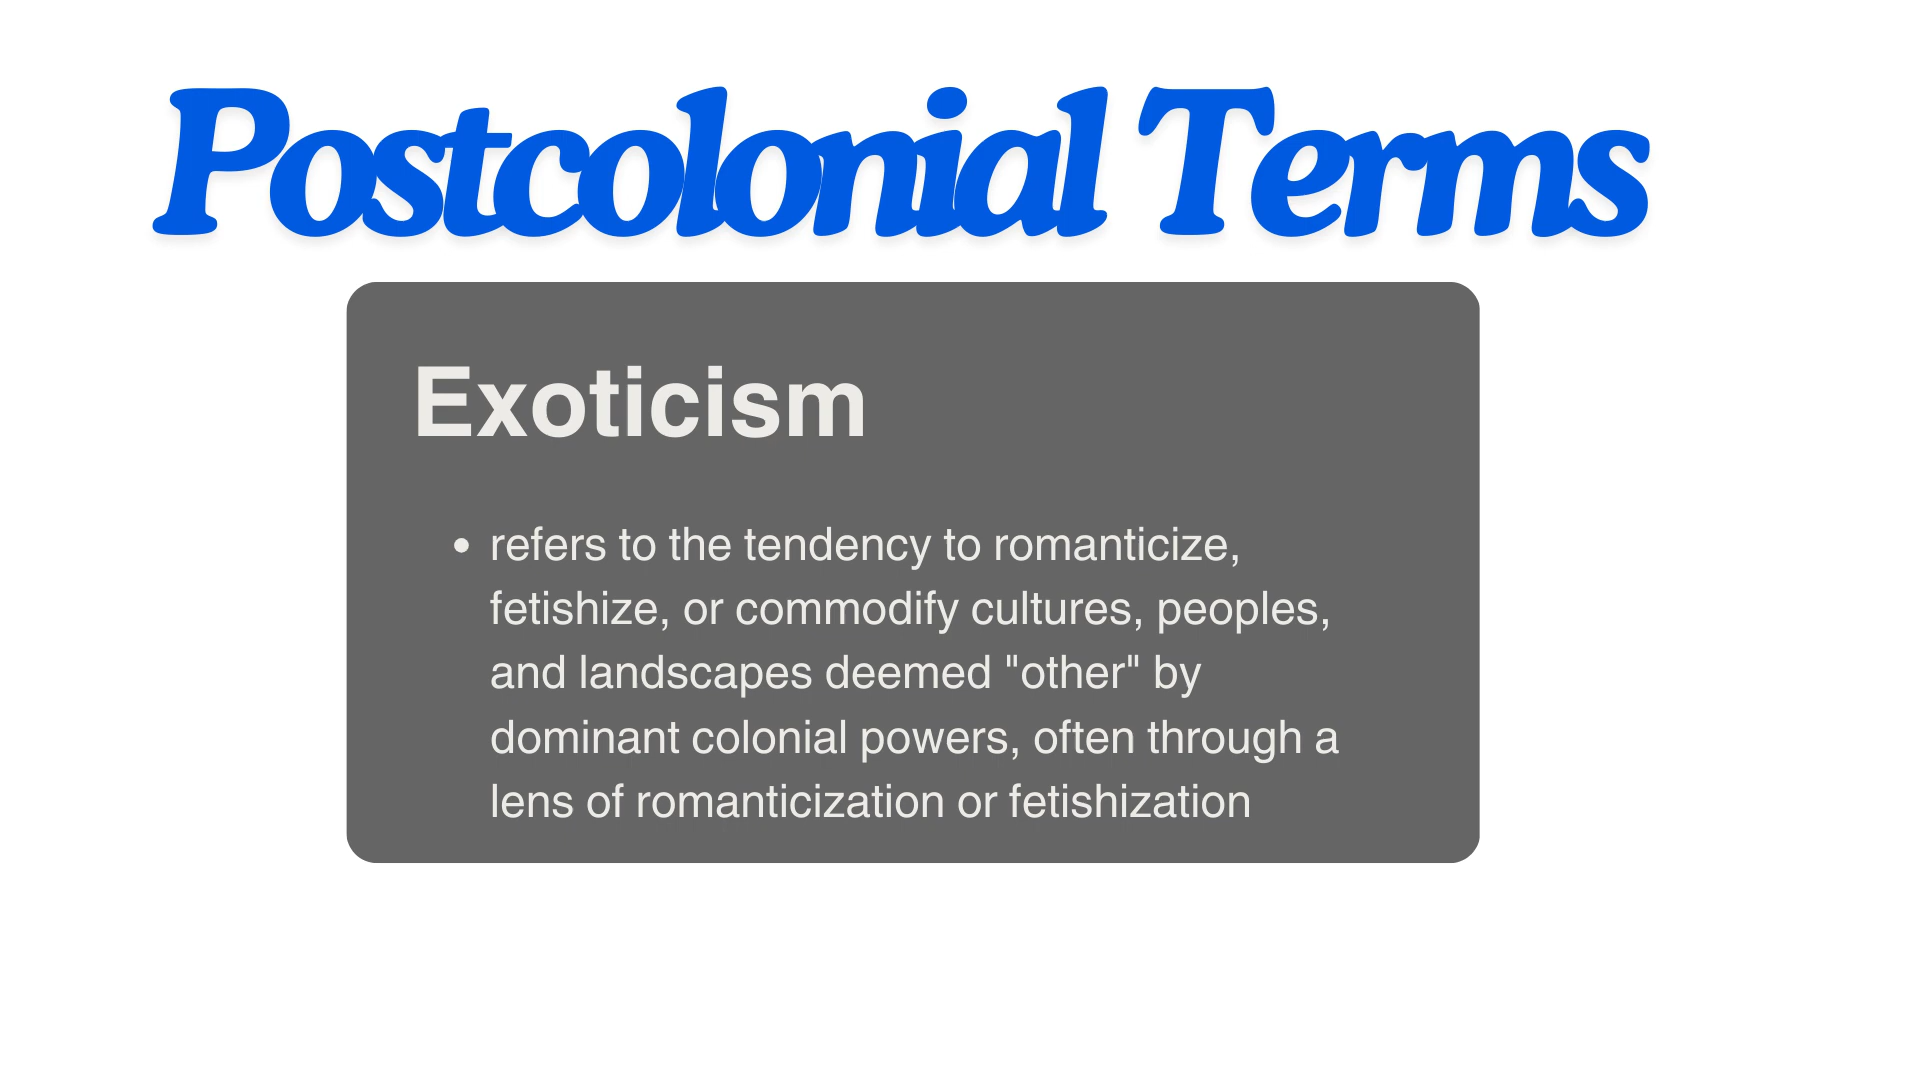 Postcolonial Terms
Exoticism
• refers to the tendency to romanticize,
fetishize, or commodify cultures, peoples,
and landscapes deemed "other" by
dominant colonial powers, often through a
lens of romanticization or fetishization